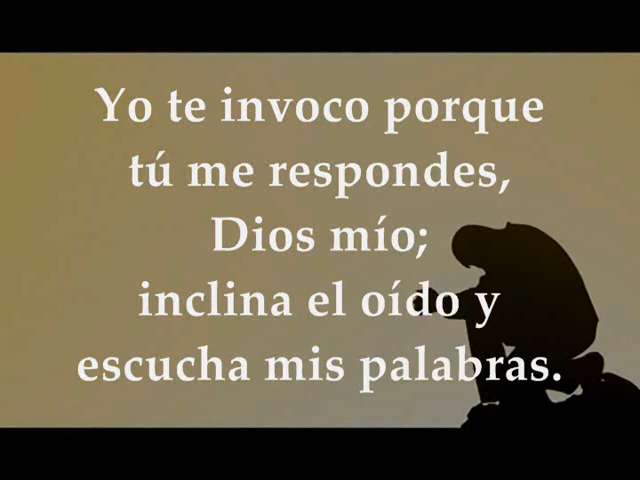 Yo te invoco porque
tú me respondes,
Dios mío;
inclina el oído y
escucha mis palabras.